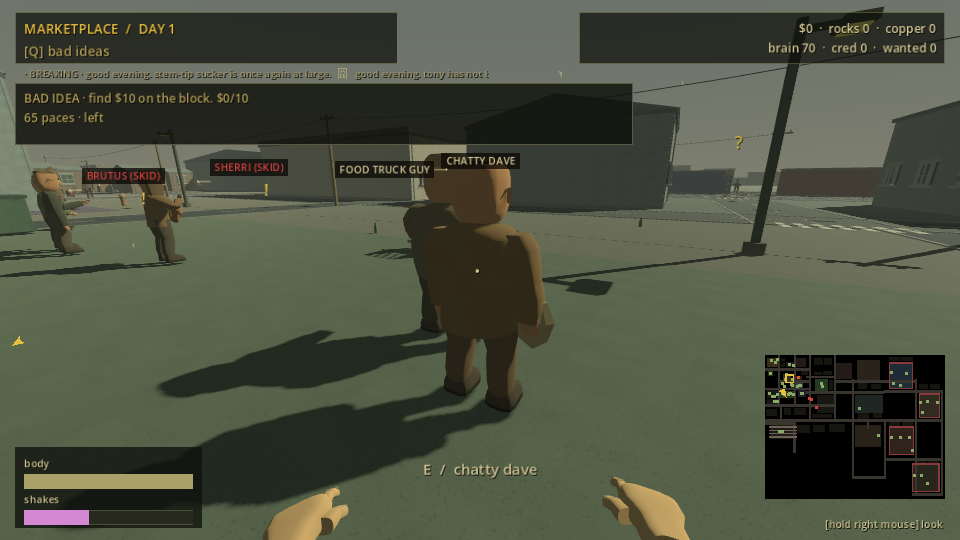 MARKETPLACE / DAY 1
[Q] bad ideas
$0 · rocks 0 · copper 0
brain 70 · cred 0 · wanted 0
· BREAKING · good evening. stem-tip sucker is once again at large. 回 good evening. tony has not
BAD IDEA · find $10 on the block. $0/10
65 paces · left
?
BRUTUS (SKID)
SHERRI (SKID)
FOOD TRUCK GUY
CHATTY DAVE
!
!
E / chatty dave
body
shakes
[hold right mouse] look